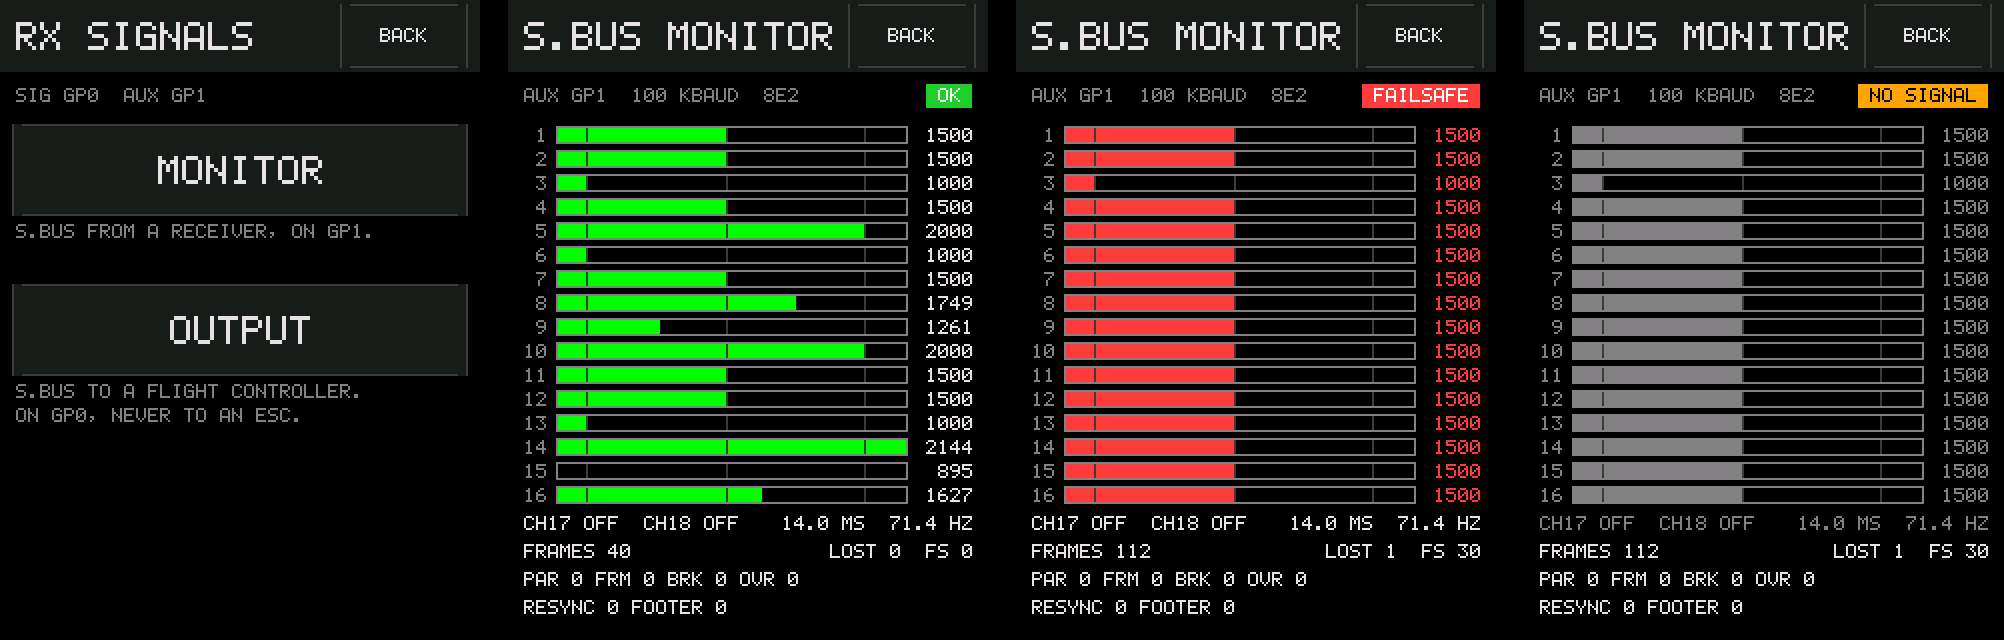 RX SIGNALS
BACK
SIG GP0 AUX GP1
MONITOR
S.BUS FROM A RECEIVER, ON GP1.
OUTPUT
S.BUS TO A FLIGHT CONTROLLER.
ON GP0, NEVER TO AN ESC.
S.BUS MONITOR
BACK
AUX GP1 100 KBAUD 8E2 OK
1 1500
2 1500
3 1000
4 1500
5 2000
6 1000
7 1500
8 1749
9 1261
10 2000
11 1500
12 1500
13 1000
14 2144
15 895
16 1627
CH17 OFF CH18 OFF 14.0 MS 71.4 HZ
FRAMES 40 LOST 0 FS 0
PAR 0 FRM 0 BRK 0 OVR 0
RESYNC 0 FOOTER 0
S.BUS MONITOR
BACK
AUX GP1 100 KBAUD 8E2 FAILSAFE
1 1500
2 1500
3 1000
4 1500
5 1500
6 1500
7 1500
8 1500
9 1500
10 1500
11 1500
12 1500
13 1500
14 1500
15 1500
16 1500
CH17 OFF CH18 OFF 14.0 MS 71.4 HZ
FRAMES 112 LOST 1 FS 30
PAR 0 FRM 0 BRK 0 OVR 0
RESYNC 0 FOOTER 0
S.BUS MONITOR
BACK
AUX GP1 100 KBAUD 8E2 NO SIGNAL
1 1500
2 1500
3 1000
4 1500
5 1500
6 1500
7 1500
8 1500
9 1500
10 1500
11 1500
12 1500
13 1500
14 1500
15 1500
16 1500
CH17 OFF CH18 OFF 14.0 MS 71.4 HZ
FRAMES 112 LOST 1 FS 30
PAR 0 FRM 0 BRK 0 OVR 0
RESYNC 0 FOOTER 0